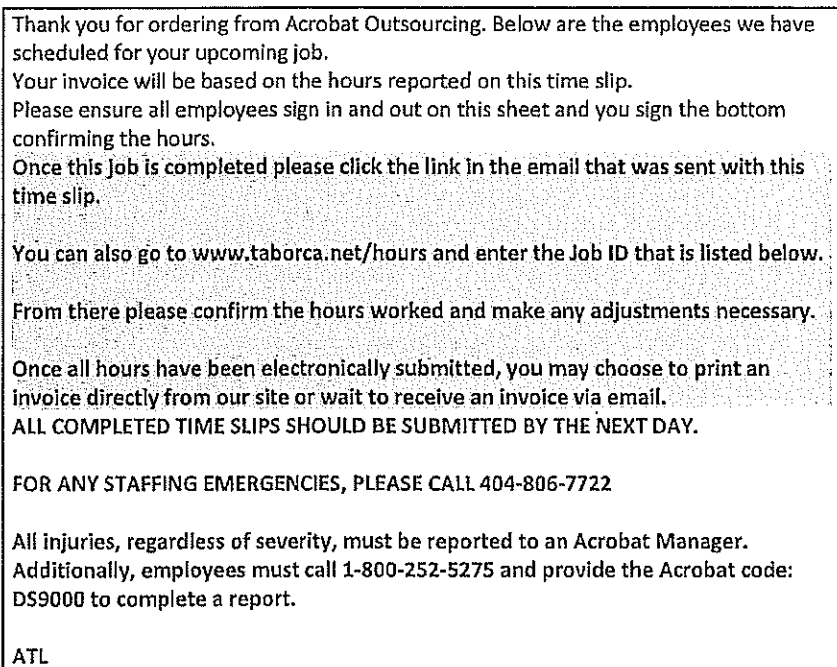 Thank you for ordering from Acrobat Outsourcing. Below are the employees we have
scheduled for your upcoming job.
Your invoice will be based on the hours reported on this time slip.
Please ensure all employees sign in and out on this sheet and you sign the bottom
confirming the hours.
Once this job is completed please click the link in the email that was sent with this
time slip.
You can also go to www.taborca.net/hours and enter the Job ID that is listed below.
From there please confirm the hours worked and make any adjustments necessary.
Once all hours have been electronically submitted, you may choose to print an
invoice directly from our site or wait to receive an invoice via email.
ALL COMPLETED TIME SLIPS SHOULD BE SUBMITTED BY THE NEXT DAY.
FOR ANY STAFFING EMERGENCIES, PLEASE CALL 404-806-7722
All injuries, regardless of severity, must be reported to an Acrobat Manager.
Additionally, employees must call 1-800-252-5275 and provide the Acrobat code:
DS9000 to complete a report.
ATL